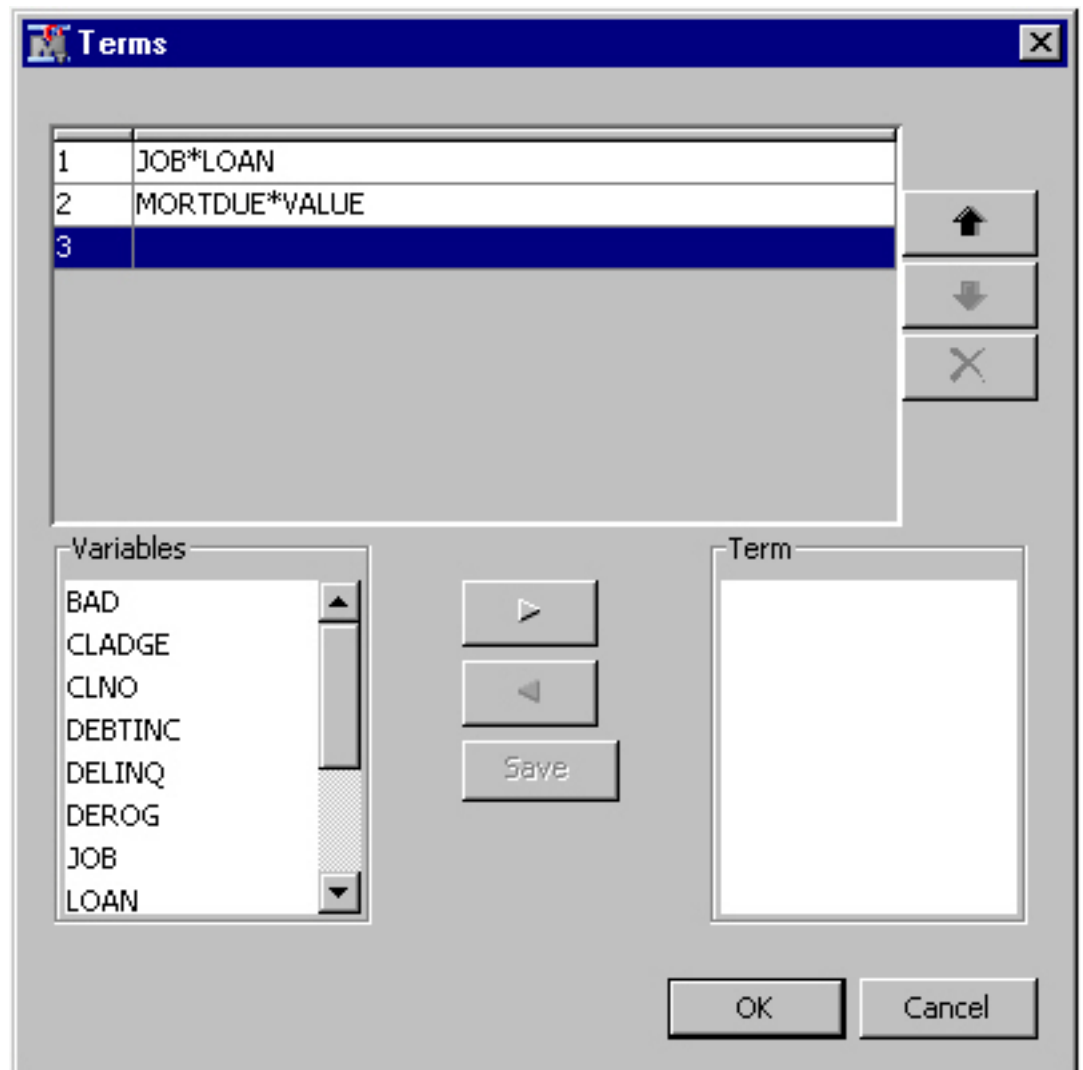 Terms
1 JOB*LOAN
2 MORTDUE*VALUE
3
Variables
BAD
CLADGE
CLNO
DEBTINC
DELINQ
DEROG
JOB
LOAN
Save
Term
OK
Cancel